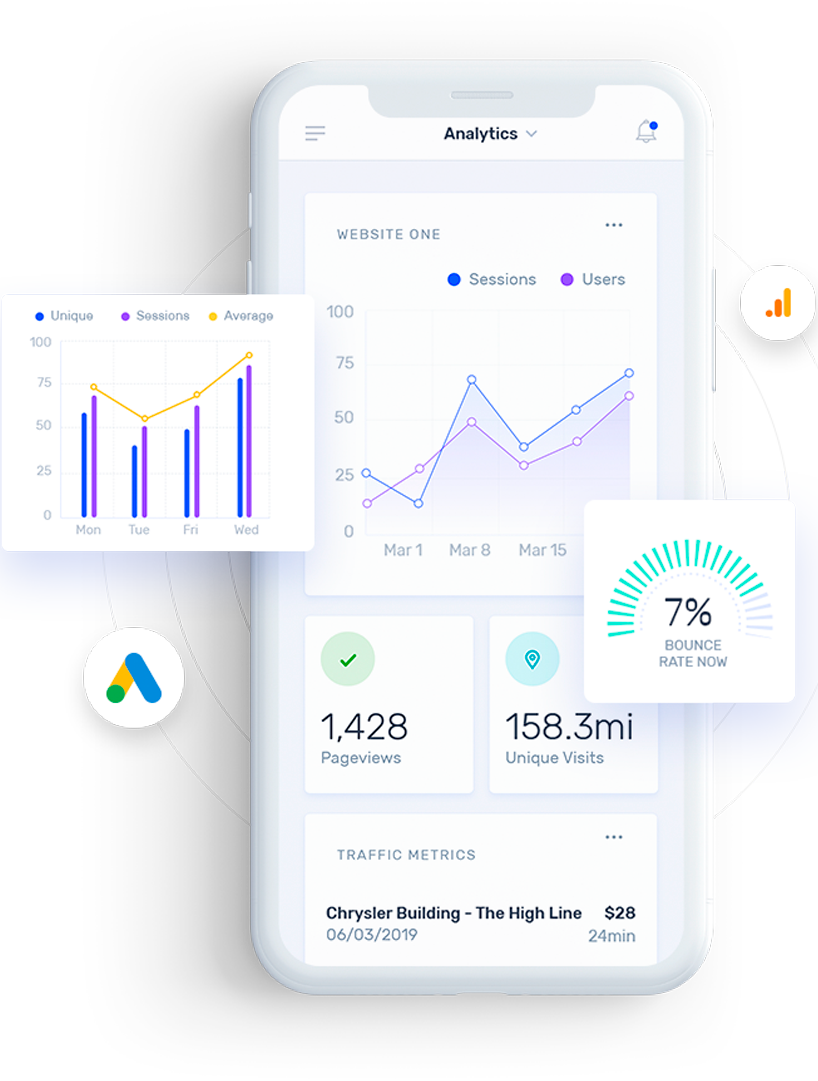 Analytics
WEBSITE ONE
Sessions Users
100
75
50
25
0
Mar 1 Mar 8 Mar 15
Unique Sessions Average
100
75
50
25
0
Mon Tue Fri Wed
7%
BOUNCE
RATE NOW
1,428
Pageviews
158.3mi
Unique Visits
TRAFFIC METRICS
Chrysler Building - The High Line $28
06/03/2019 24min